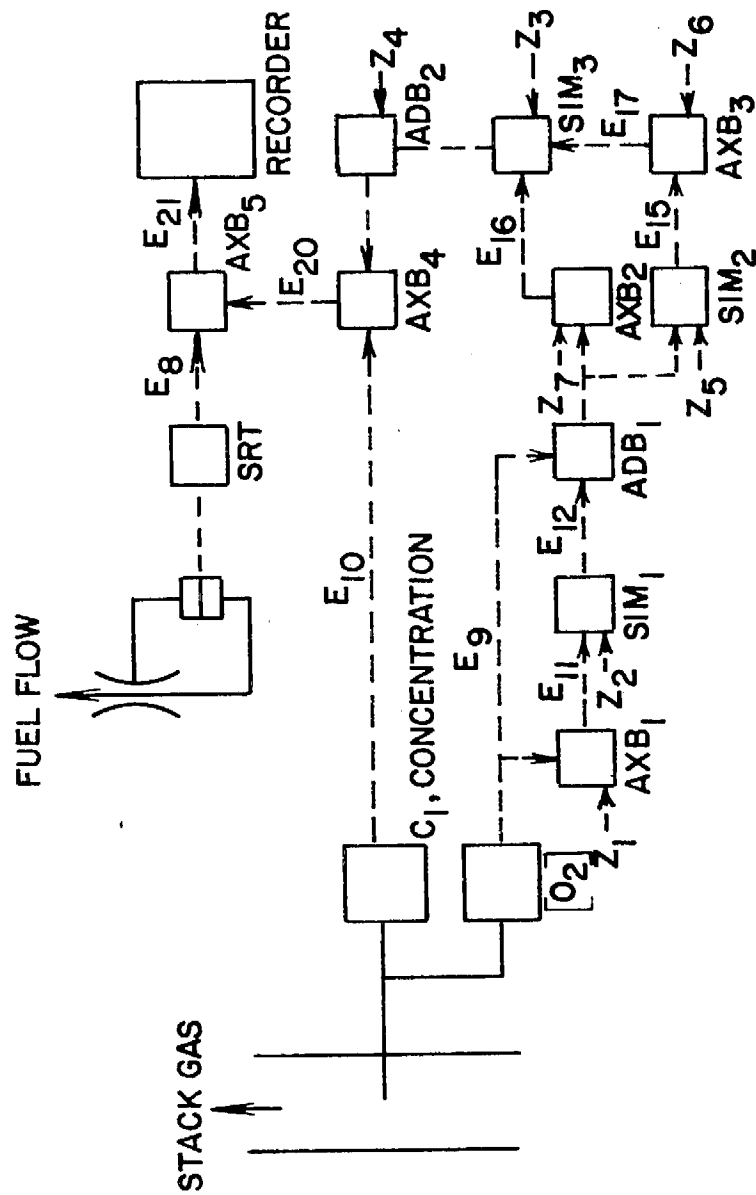 FUEL FLOW
SRT
E8
AXB5
E21
RECORDER
STACK GAS
C1, CONCENTRATION
E10
E20
AXB4
ADB2
Z4
[O2]
E9
Z1
AXB1
E11
Z2
SIM1
E12
ADB1
Z7
AXB2
E16
SIM3
Z3
Z5
SIM2
E15
E17
AXB3
Z6